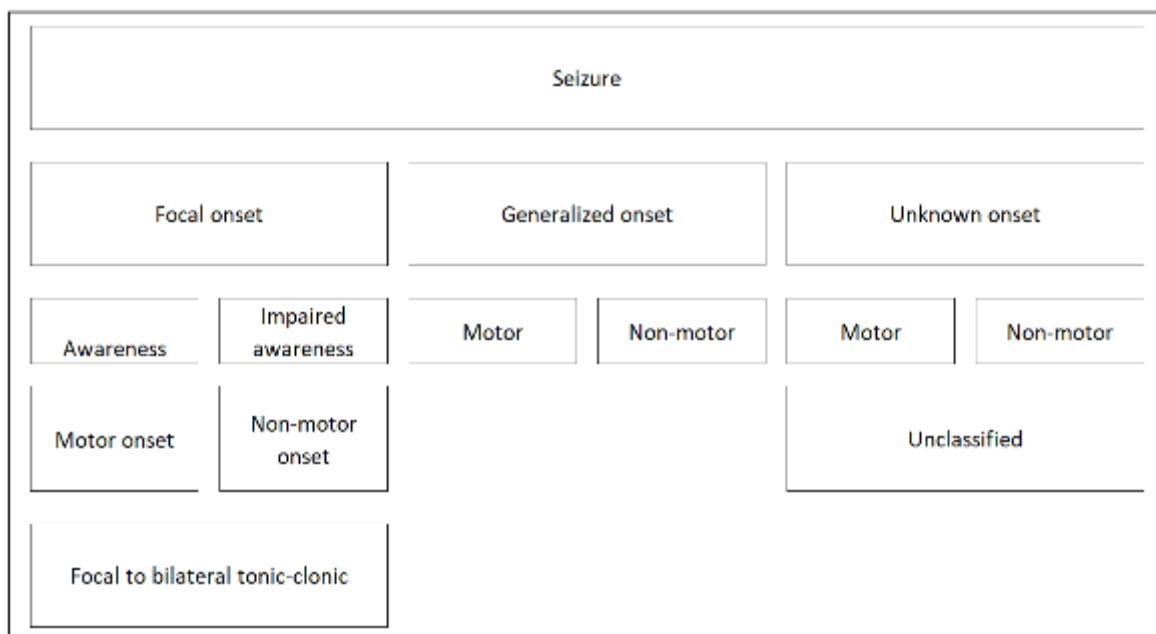 Seizure
Focal onset
Generalized onset
Unknown onset
Awareness
Impaired
awareness
Motor
Non-motor
Motor
Non-motor
Motor onset
Non-motor
onset
Unclassified
Focal to bilateral tonic-clonic